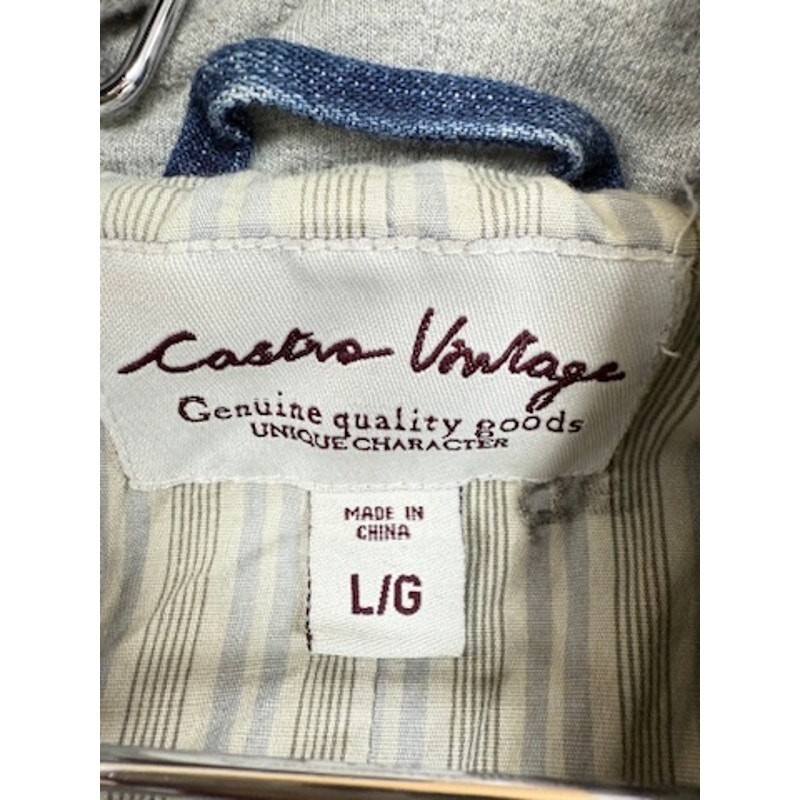 Castro Vintage
Genuine quality goods
UNIQUE CHARACTER
MADE IN
CHINA
L/G